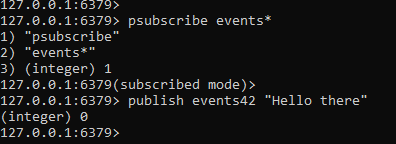 127.0.0.1:6379>
127.0.0.1:6379> psubscribe events*
1) "psubscribe"
2) "events*"
3) (integer) 1
127.0.0.1:6379(subscribed mode)>
127.0.0.1:6379> publish events42 "Hello there"
(integer) 0
127.0.0.1:6379>